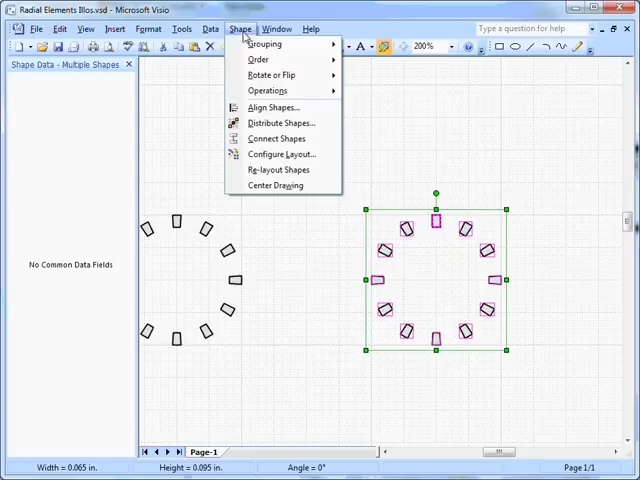 Radial Elements Illos.vsd - Microsoft Visio
File Edit View Insert Format Tools Data Shape Window Help Type a question for help
200%
Shape Data - Multiple Shapes
No Common Data Fields
Grouping
Order
Rotate or Flip
Operations
Align Shapes...
Distribute Shapes...
Connect Shapes
Configure Layout...
Re-layout Shapes
Center Drawing
Page-1
Width = 0.065 in. Height = 0.095 in. Angle = 0° Page 1/1